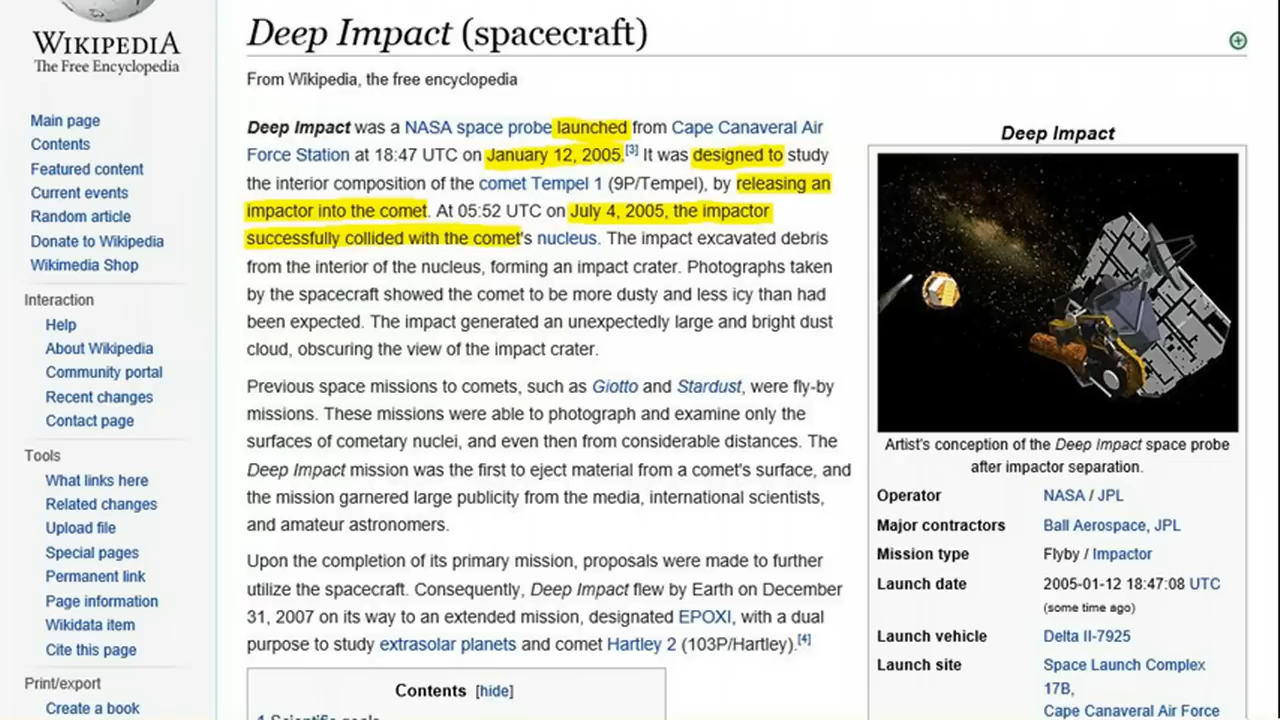 WIKIPEDIA
The Free Encyclopedia
Main page
Contents
Featured content
Current events
Random article
Donate to Wikipedia
Wikimedia Shop
Interaction
Help
About Wikipedia
Community portal
Recent changes
Contact page
Tools
What links here
Related changes
Upload file
Special pages
Permanent link
Page information
Wikidata item
Cite this page
Print/export
Create a book
Deep Impact (spacecraft)
From Wikipedia, the free encyclopedia
Deep Impact was a NASA space probe launched from Cape Canaveral Air
Force Station at 18:47 UTC on January 12, 2005.[3] It was designed to study
the interior composition of the comet Tempel 1 (9P/Tempel), by releasing an
impactor into the comet. At 05:52 UTC on July 4, 2005, the impactor
successfully collided with the comet's nucleus. The impact excavated debris
from the interior of the nucleus, forming an impact crater. Photographs taken
by the spacecraft showed the comet to be more dusty and less icy than had
been expected. The impact generated an unexpectedly large and bright dust
cloud, obscuring the view of the impact crater.
Previous space missions to comets, such as Giotto and Stardust, were fly-by
missions. These missions were able to photograph and examine only the
surfaces of cometary nuclei, and even then from considerable distances. The
Deep Impact mission was the first to eject material from a comet's surface, and
the mission garnered large publicity from the media, international scientists,
and amateur astronomers.
Upon the completion of its primary mission, proposals were made to further
utilize the spacecraft. Consequently, Deep Impact flew by Earth on December
31, 2007 on its way to an extended mission, designated EPOXI, with a dual
purpose to study extrasolar planets and comet Hartley 2 (103P/Hartley).[4]
Contents [hide]
1 Scientific goals
Deep Impact
Artist's conception of the Deep Impact space probe
after impactor separation.
Operator NASA / JPL
Major contractors Ball Aerospace, JPL
Mission type Flyby / Impactor
Launch date 2005-01-12 18:47:08 UTC
(some time ago)
Launch vehicle Delta II-7925
Launch site Space Launch Complex
17B,
Cape Canaveral Air Force